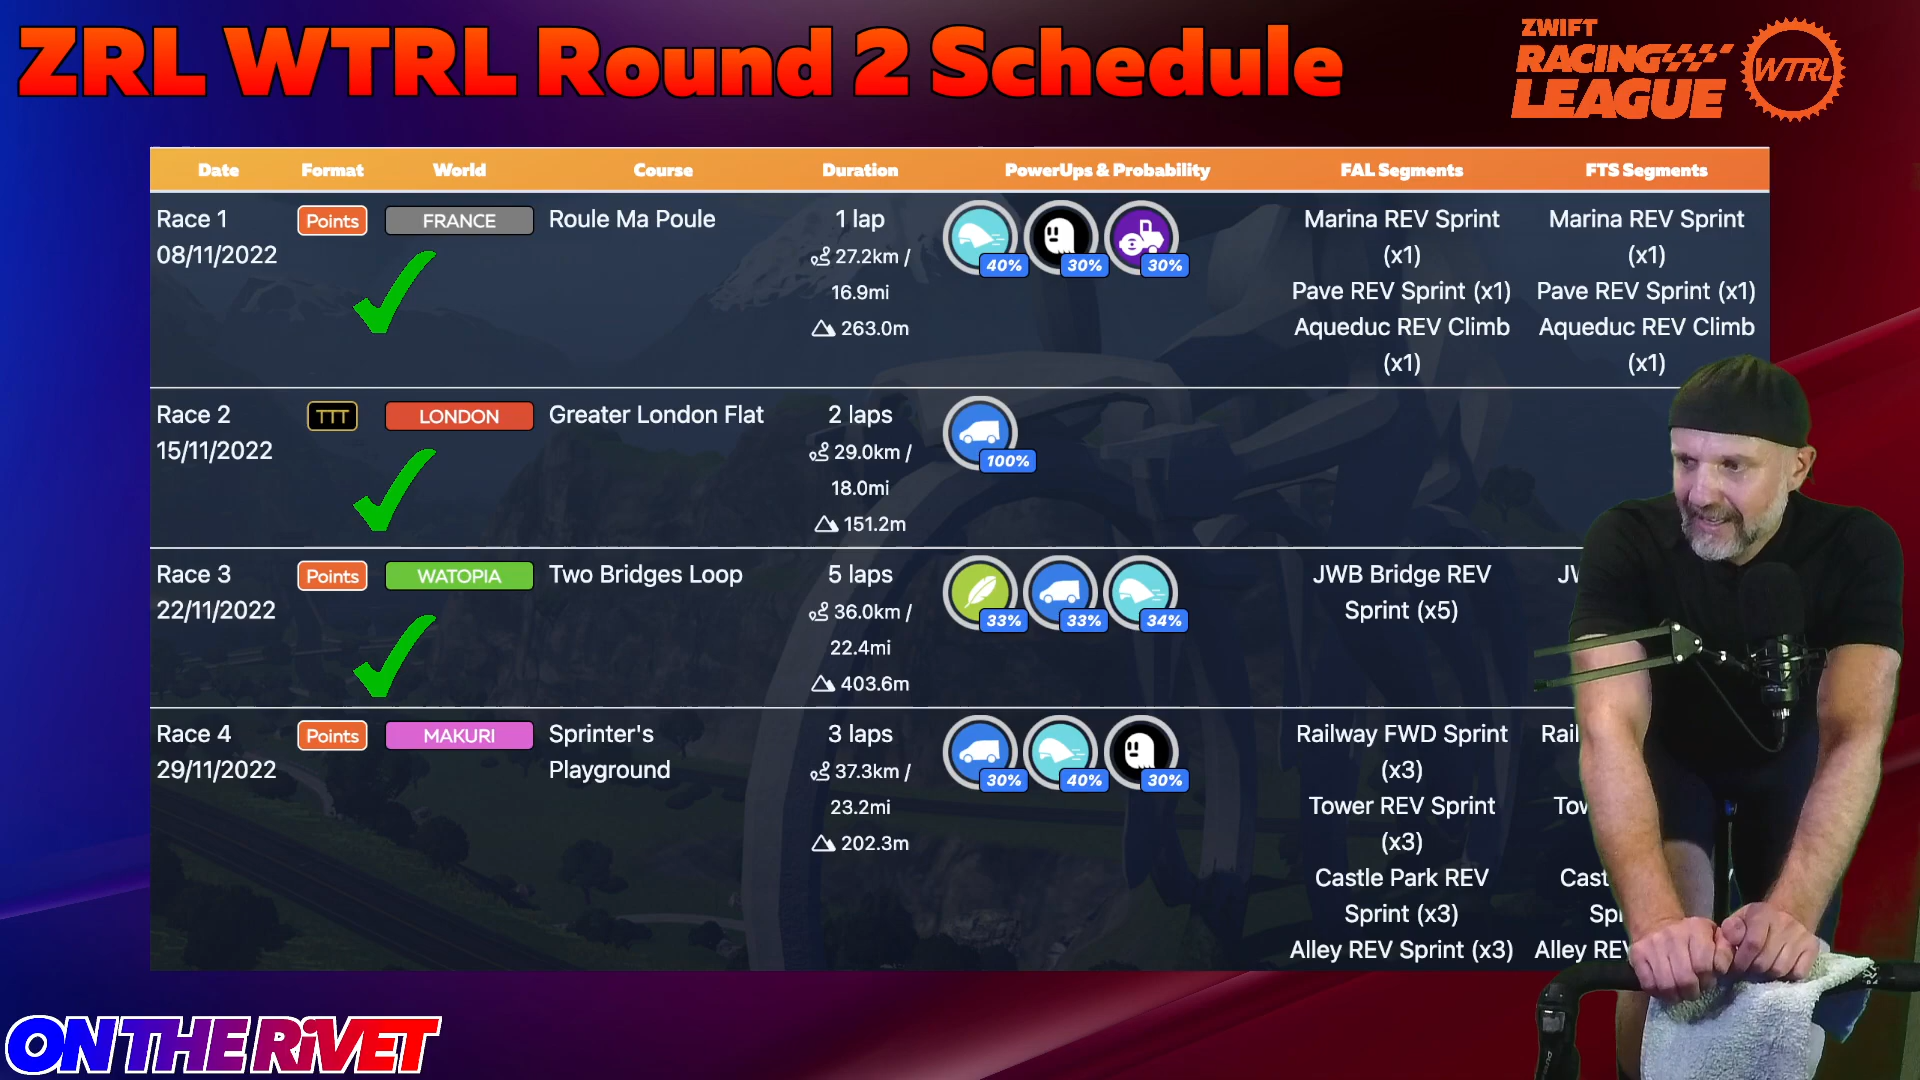 ZRL WTRL Round 2 Schedule
ZWIFT
RACING
LEAGUE
WTRL
Date Format World Course Duration PowerUps & Probability FAL Segments FTS Segments
Race 1 Points FRANCE Roule Ma Poule 1 lap Marina REV Sprint Marina REV Sprint
08/11/2022 27.2km / 40% 30% 30% (x1) (x1)
16.9mi Pave REV Sprint (x1) Pave REV Sprint (x1)
263.0m Aqueduc REV Climb Aqueduc REV Climb
(x1) (x1)
Race 2 TTT LONDON Greater London Flat 2 laps
15/11/2022 29.0km / 100%
18.0mi
151.2m
Race 3 Points WATOPIA Two Bridges Loop 5 laps JWB Bridge REV
22/11/2022 36.0km / 33% 33% 34% Sprint (x5)
22.4mi
403.6m
Race 4 Points MAKURI Sprinter's 3 laps Railway FWD Sprint
29/11/2022 Playground 37.3km / 30% 40% 30% (x3)
23.2mi Tower REV Sprint
202.3m (x3)
Castle Park REV
Sprint (x3)
Alley REV Sprint (x3) Alley REV
ON THE RiVET